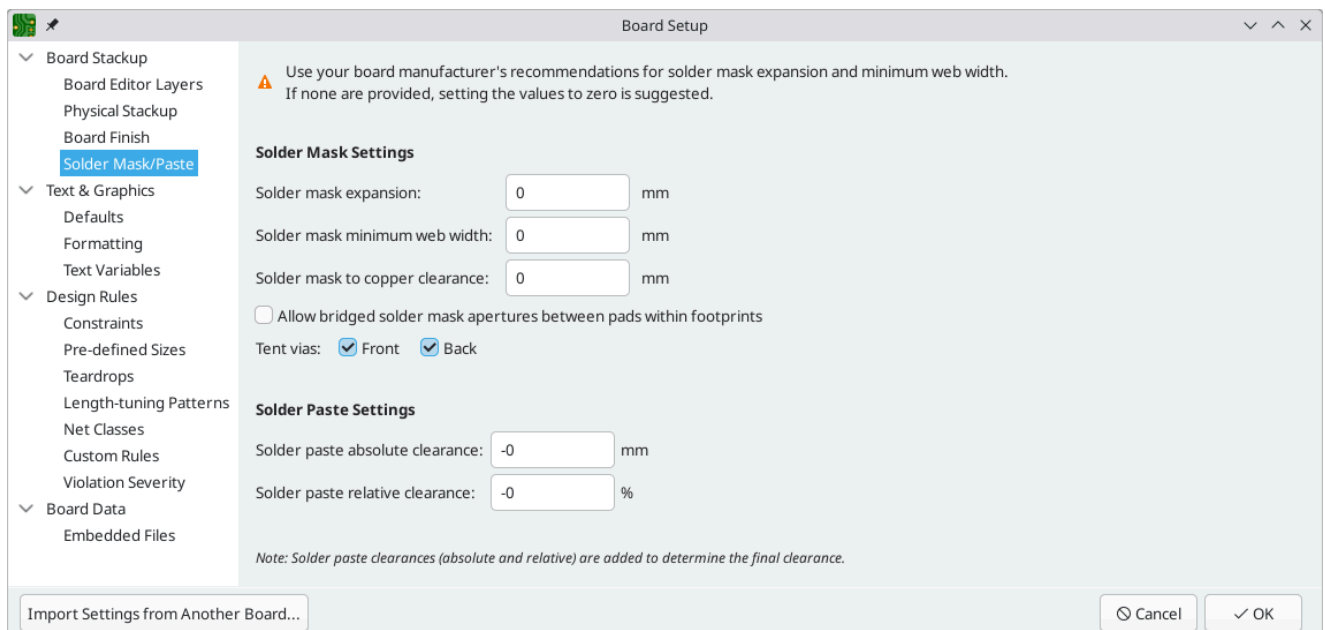 Board Setup
Board Stackup
Board Editor Layers
Physical Stackup
Board Finish
Solder Mask/Paste
Text & Graphics
Defaults
Formatting
Text Variables
Design Rules
Constraints
Pre-defined Sizes
Teardrops
Length-tuning Patterns
Net Classes
Custom Rules
Violation Severity
Board Data
Embedded Files
Use your board manufacturer's recommendations for solder mask expansion and minimum web width.
If none are provided, setting the values to zero is suggested.
Solder Mask Settings
Solder mask expansion: 0 mm
Solder mask minimum web width: 0 mm
Solder mask to copper clearance: 0 mm
Allow bridged solder mask apertures between pads within footprints
Tent vias: Front Back
Solder Paste Settings
Solder paste absolute clearance: -0 mm
Solder paste relative clearance: -0 %
Note: Solder paste clearances (absolute and relative) are added to determine the final clearance.
Import Settings from Another Board... Cancel OK